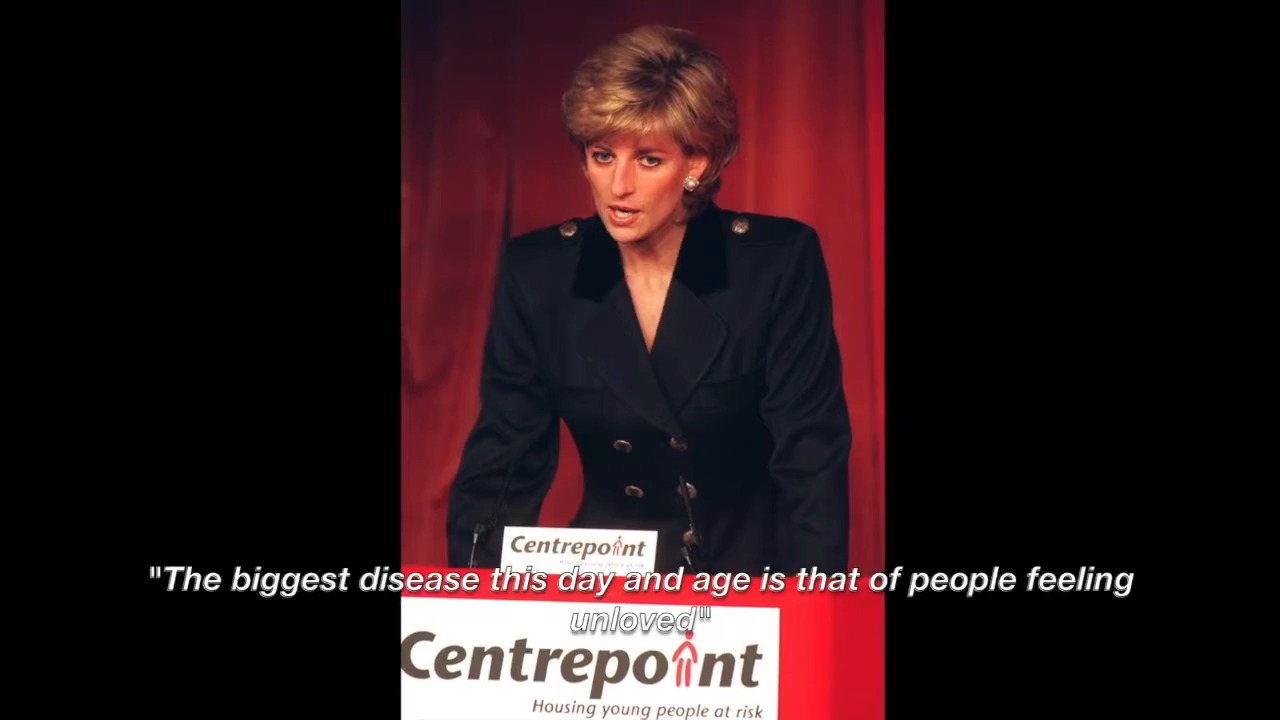 Centrepoint
"The biggest disease this day and age is that of people feeling
unloved"
Centrepoint
Housing young people at risk